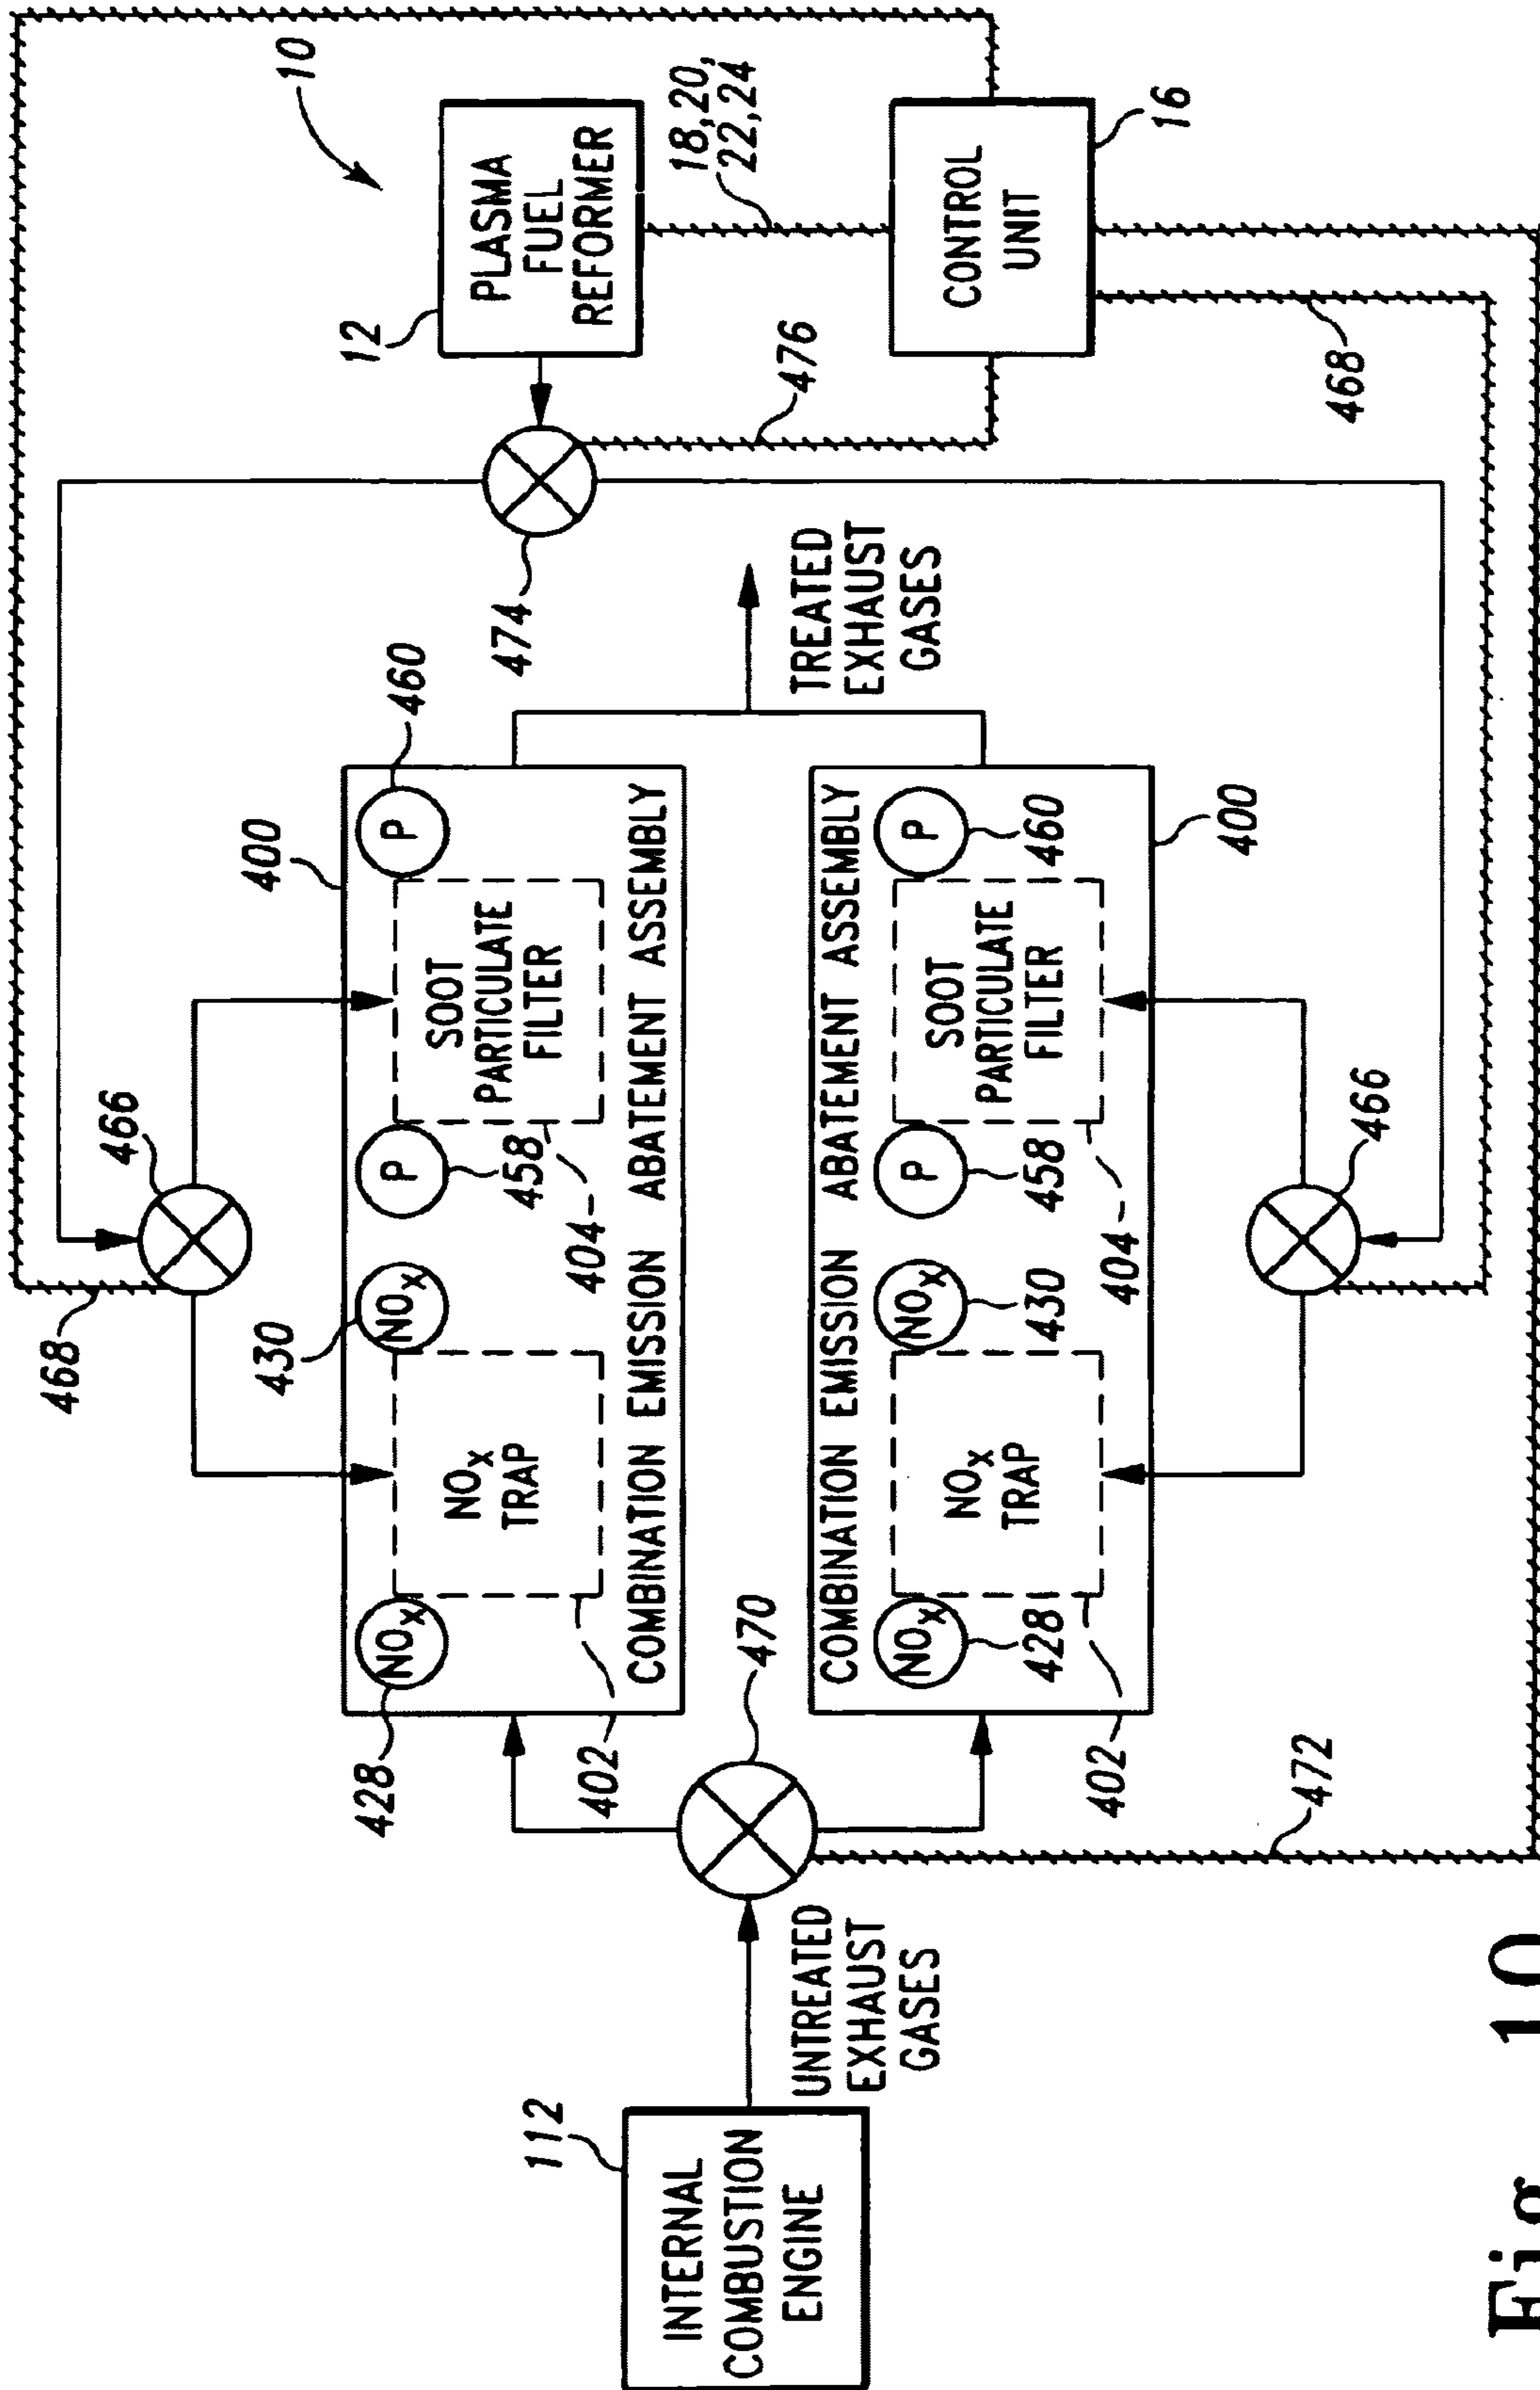 10
PLASMA
FUEL
REFORMER
12
18,20,
22,24
CONTROL
UNIT
16
476
468
474
TREATED
EXHAUST
GASES
466
468
400
460
P
SOOT
PARTICULATE
FILTER
P
458
404
430
NOX
NOX
TRAP
NOX
428
402
COMBINATION EMISSION ABATEMENT ASSEMBLY
COMBINATION EMISSION ABATEMENT ASSEMBLY
400
P
460
SOOT
PARTICULATE
FILTER
P
458
404
NOX
430
NOX
TRAP
NOX
428
402
466
470
472
UNTREATED
EXHAUST
GASES
112
INTERNAL
COMBUSTION
ENGINE
Fig. 10